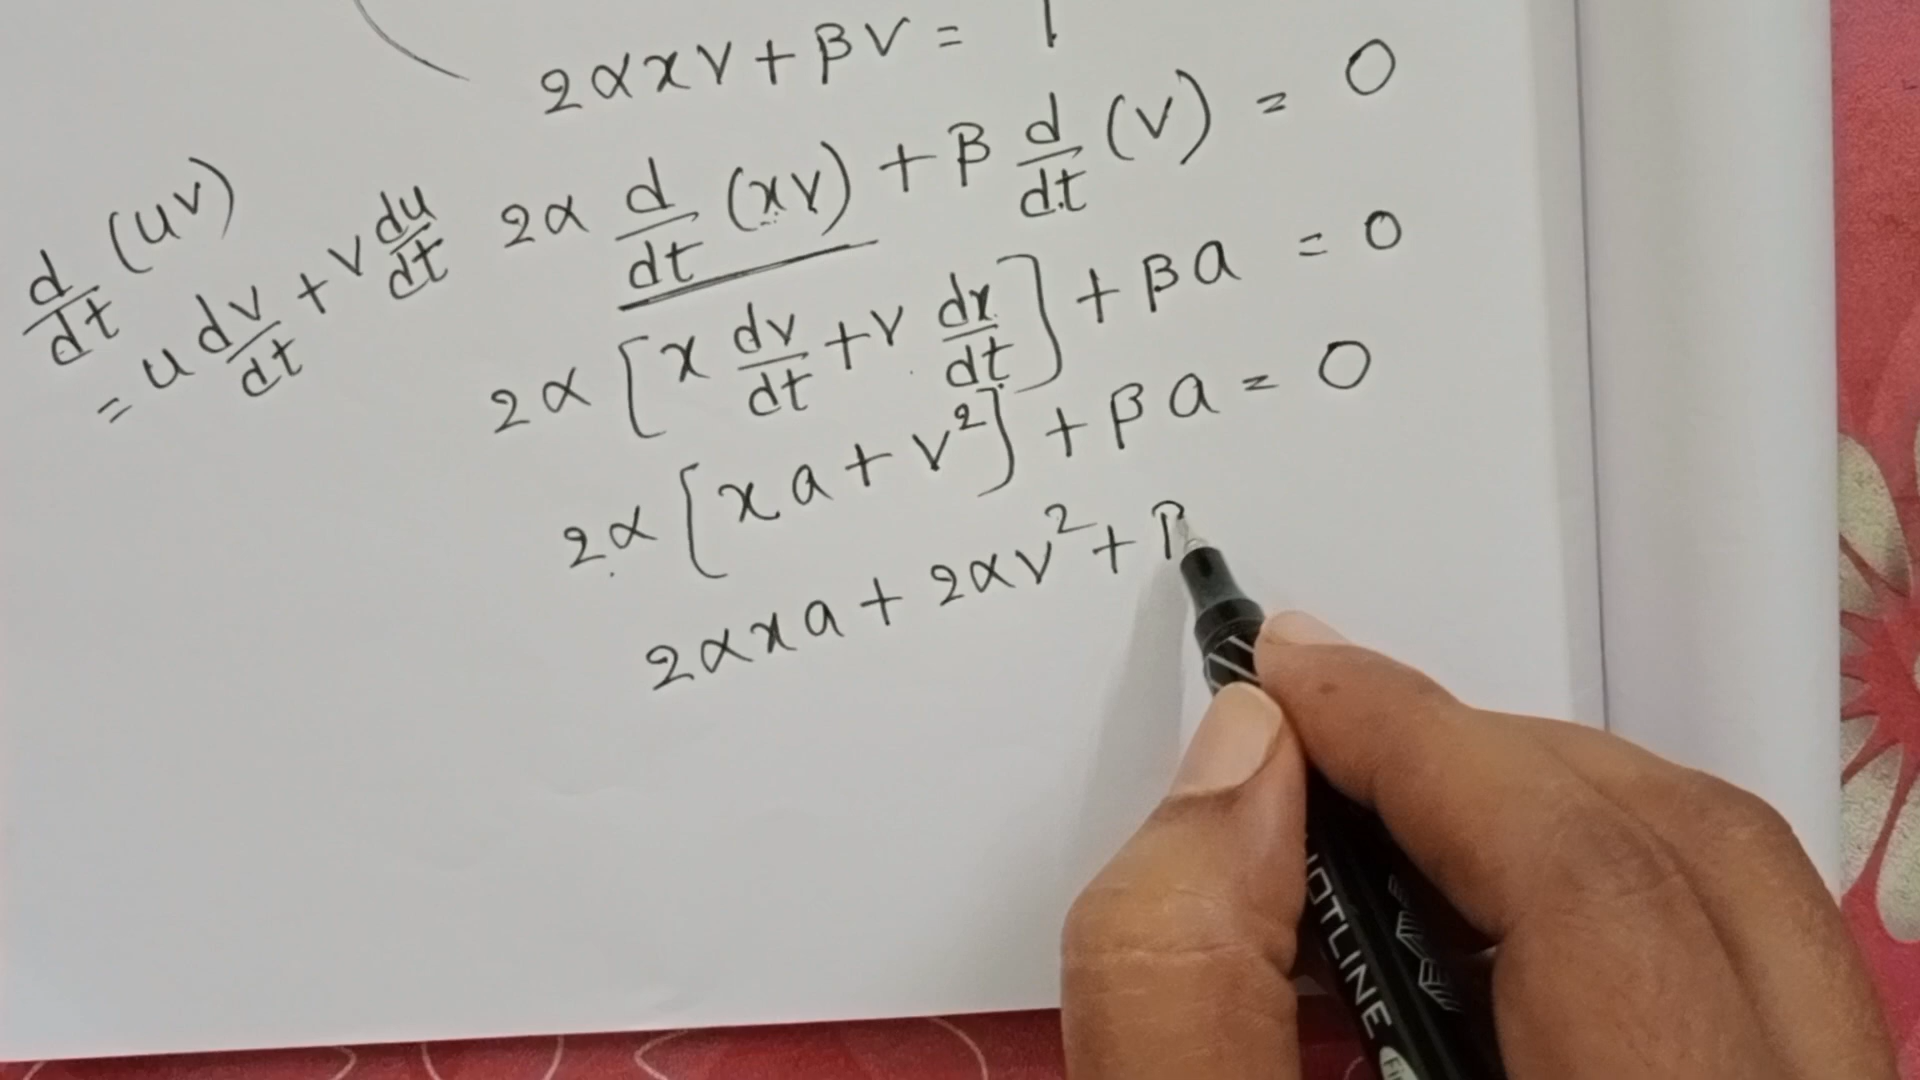 2αxv + βv = 1
2α d/dt (xv) + β d/dt (v) = 0
d/dt (uv)
= u dv/dt + v du/dt
2α [x dv/dt + v dx/dt] + βa = 0
2α [xa + v²] + βa = 0
2αxa + 2αv² + β
HOTLINE